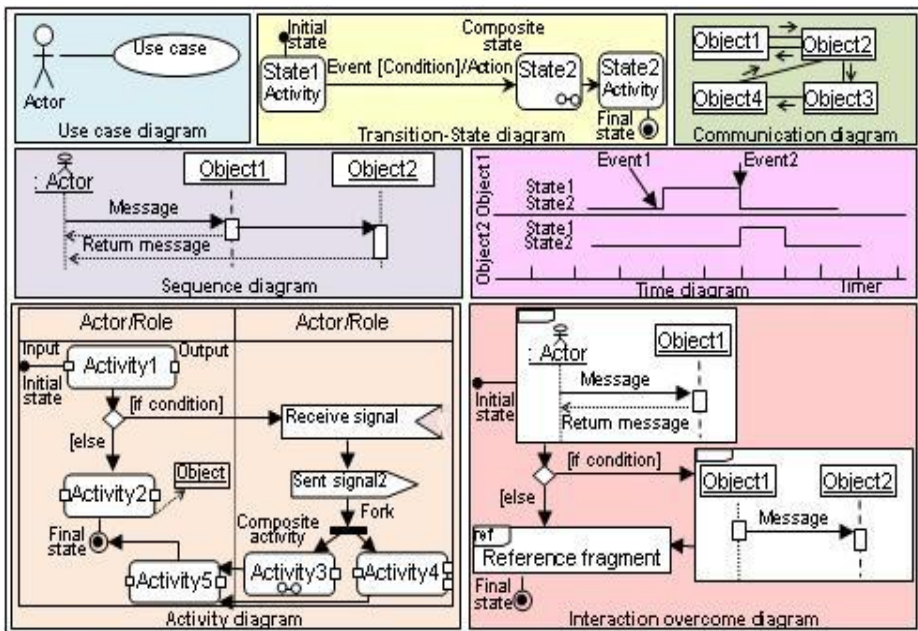 Actor
Use case
Use case diagram
Initial
state
State1
Activity
Event [Condition]/Action
Composite
state
State2
State2
Activity
Final
state
Transition-State diagram
Object1
Object2
Object4
Object3
Communication diagram
: Actor
Object1
Object2
Message
Return message
Sequence diagram
Object1
Event1
Event2
State1
State2
Object2
State1
State2
Time diagram
Timer
Actor/Role
Actor/Role
Input
Activity1
Output
Initial
state
[if condition]
Receive signal
[else]
Activity2
Object
Sent signal2
Fork
Final
state
Composite
activity
Activity5
Activity3
Activity4
Activity diagram
: Actor
Object1
Message
Initial
state
Return message
[if condition]
[else]
Object1
Object2
Message
ref
Reference fragment
Final
state
Interaction overcome diagram